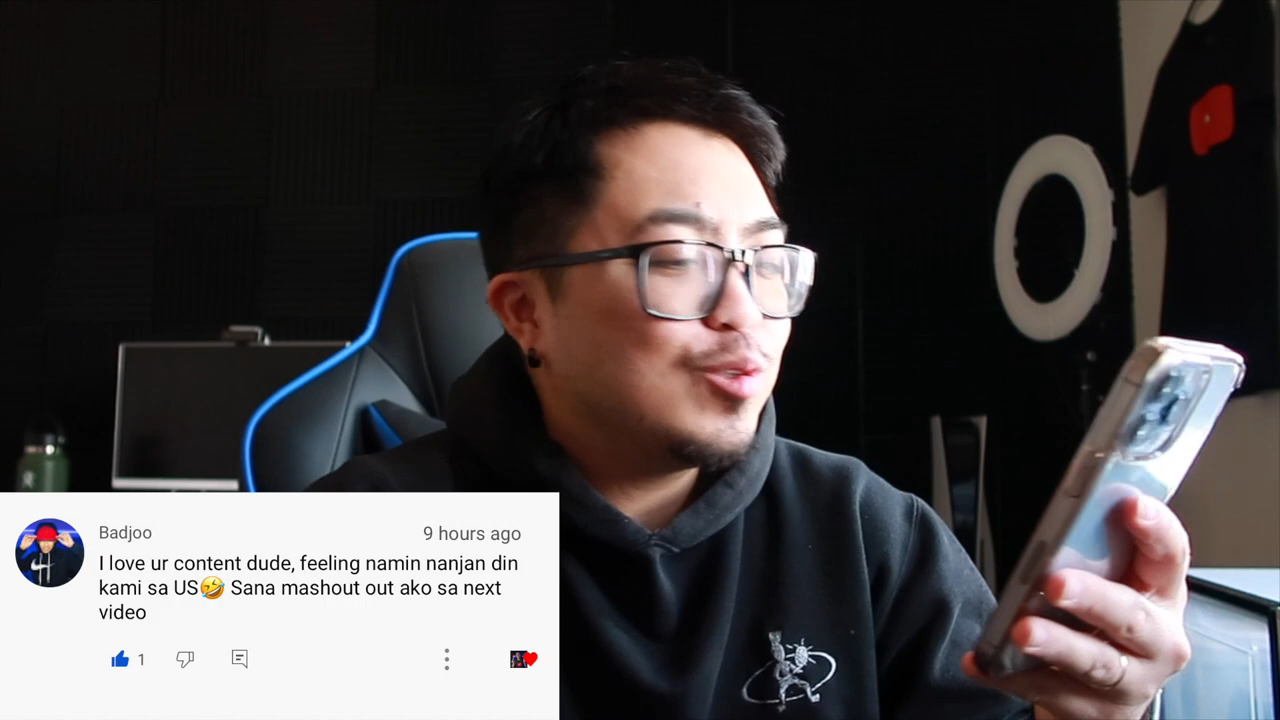 Badjoo
9 hours ago
I love ur content dude, feeling namin nanjan din
kami sa US🤣 Sana mashout out ako sa next
video
1